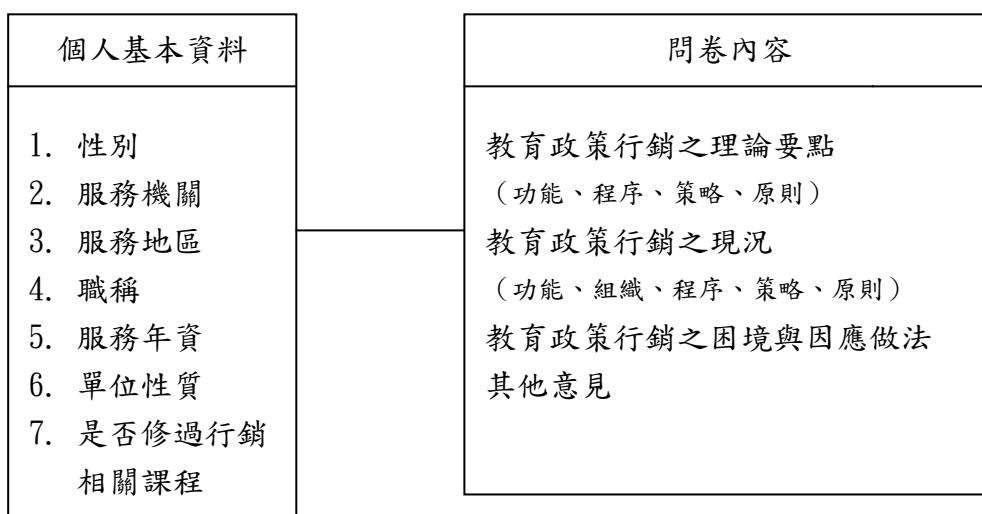 個人基本資料
1. 性別
2. 服務機關
3. 服務地區
4. 職稱
5. 服務年資
6. 單位性質
7. 是否修過行銷
相關課程
問卷內容
教育政策行銷之理論要點
（功能、程序、策略、原則）
教育政策行銷之現況
（功能、組織、程序、策略、原則）
教育政策行銷之困境與因應做法
其他意見